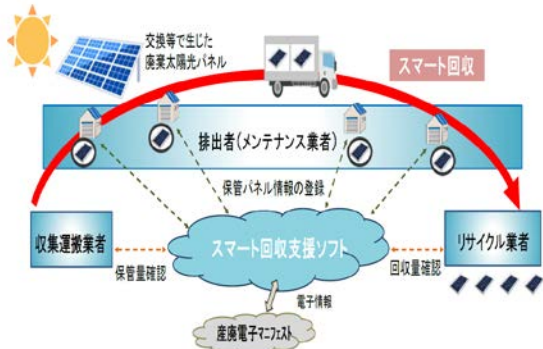 交換等で生じた
廃棄太陽光パネル
スマート回収
排出者(メンテナンス業者)
保管パネル情報の登録
収集運搬業者
スマート回収支援ソフト
リサイクル業者
保管量確認
回収量確認
電子情報
産廃電子マニフェスト